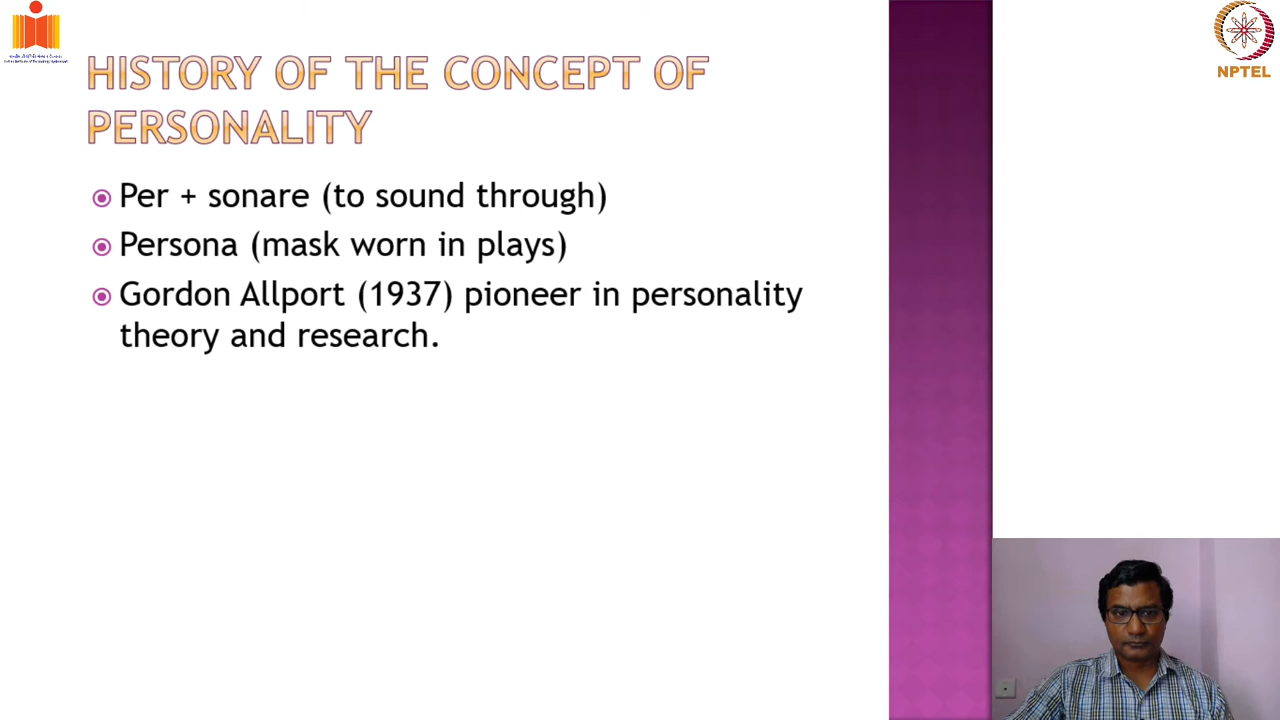 HISTORY OF THE CONCEPT OF
PERSONALITY
Per + sonare (to sound through)
Persona (mask worn in plays)
Gordon Allport (1937) pioneer in personality
theory and research.
NPTEL